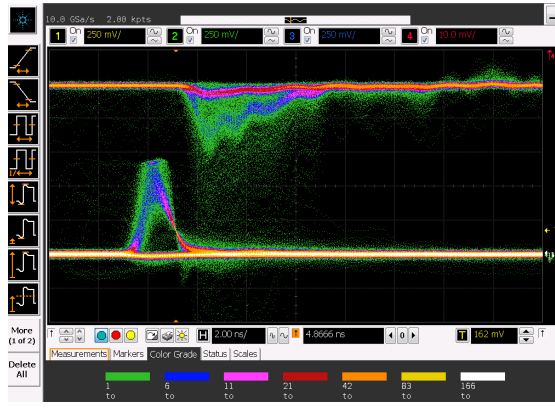 10.0 GSa/s 2.00 kpts
1 On 250 mV/ 2 On 250 mV/ 3 On 250 mV/ 4 On 10.0 mV/
More
(1 of 2)
Delete
All
H 2.00 ns/ 4.8666 ns 0 T 162 mV
Measurements Markers Color Grade Status Scales
1 6 11 21 42 83 166
to to to to to to to